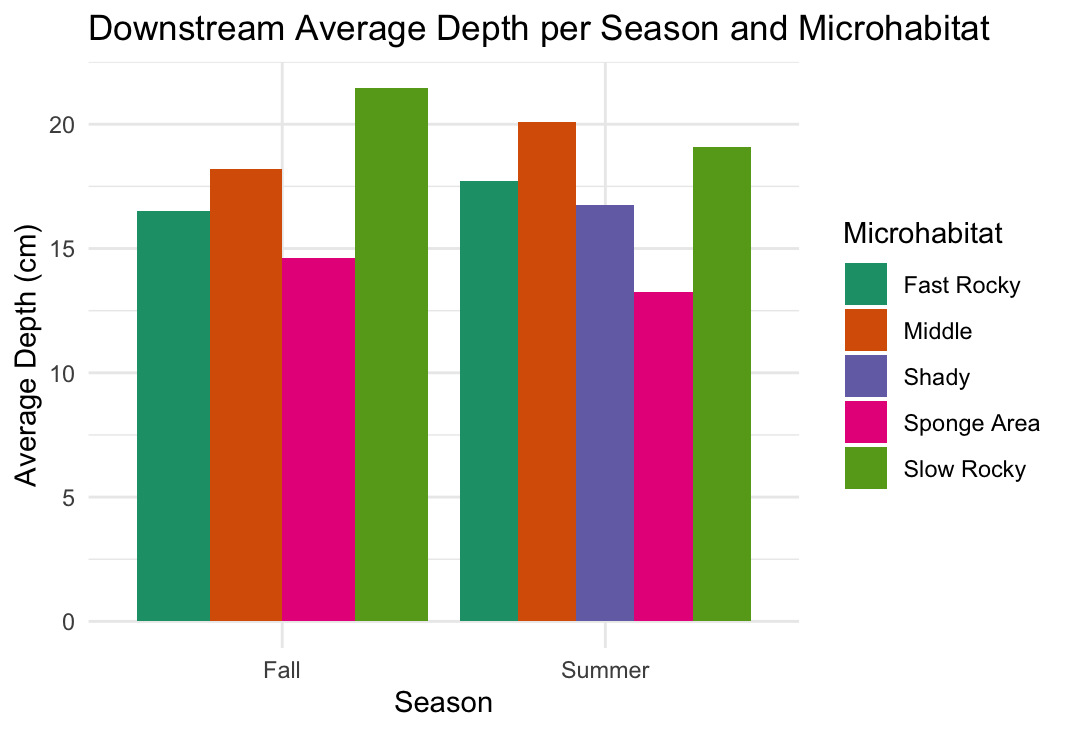 Downstream Average Depth per Season and Microhabitat
Average Depth (cm)
20
15
10
5
0
Fall
Summer
Season
Microhabitat
Fast Rocky
Middle
Shady
Sponge Area
Slow Rocky